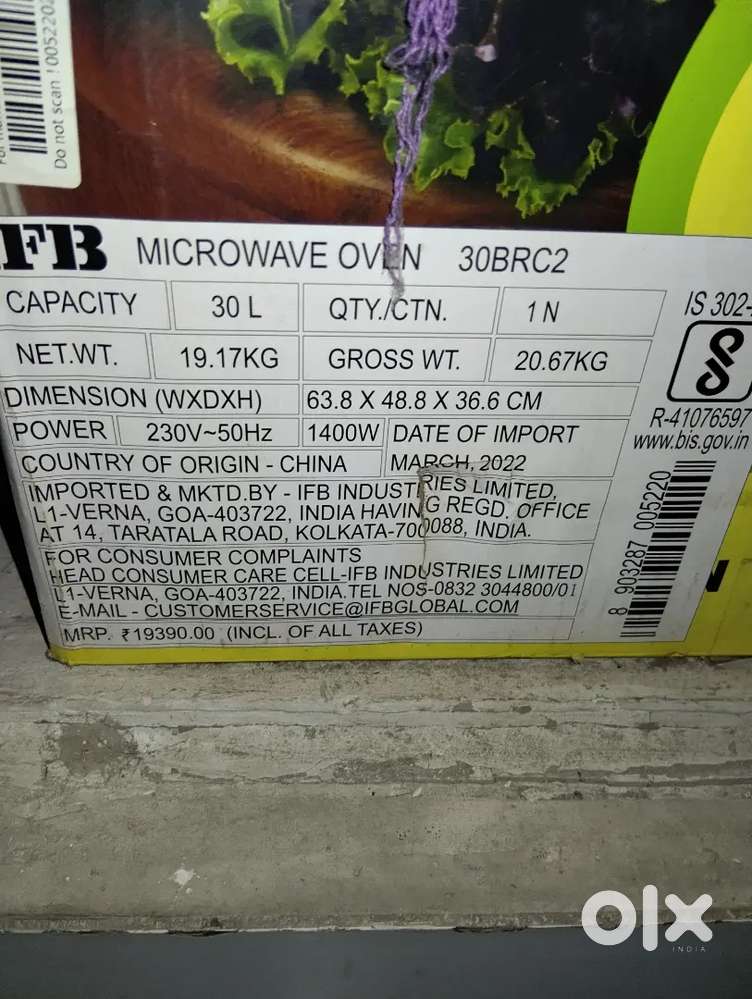 Do not scan ! 0052202
IFB MICROWAVE OVEN 30BRC2
CAPACITY 30 L QTY./CTN. 1 N
IS 302-
NET.WT. 19.17KG GROSS WT. 20.67KG
DIMENSION (WXDXH) 63.8 X 48.8 X 36.6 CM
R-41076597
POWER 230V~50Hz 1400W DATE OF IMPORT
www.bis.gov.in
COUNTRY OF ORIGIN - CHINA MARCH, 2022
IMPORTED & MKTD.BY - IFB INDUSTRIES LIMITED,
L1-VERNA, GOA-403722, INDIA HAVING REGD. OFFICE
AT 14, TARATALA ROAD, KOLKATA-700088, INDIA.
FOR CONSUMER COMPLAINTS
HEAD CONSUMER CARE CELL-IFB INDUSTRIES LIMITED
L1-VERNA, GOA-403722, INDIA.TEL NOS-0832 3044800/01
E-MAIL - CUSTOMERSERVICE@IFBGLOBAL.COM
MRP. ₹19390.00 (INCL. OF ALL TAXES)
8 903287 005220
N
olx
INDIA